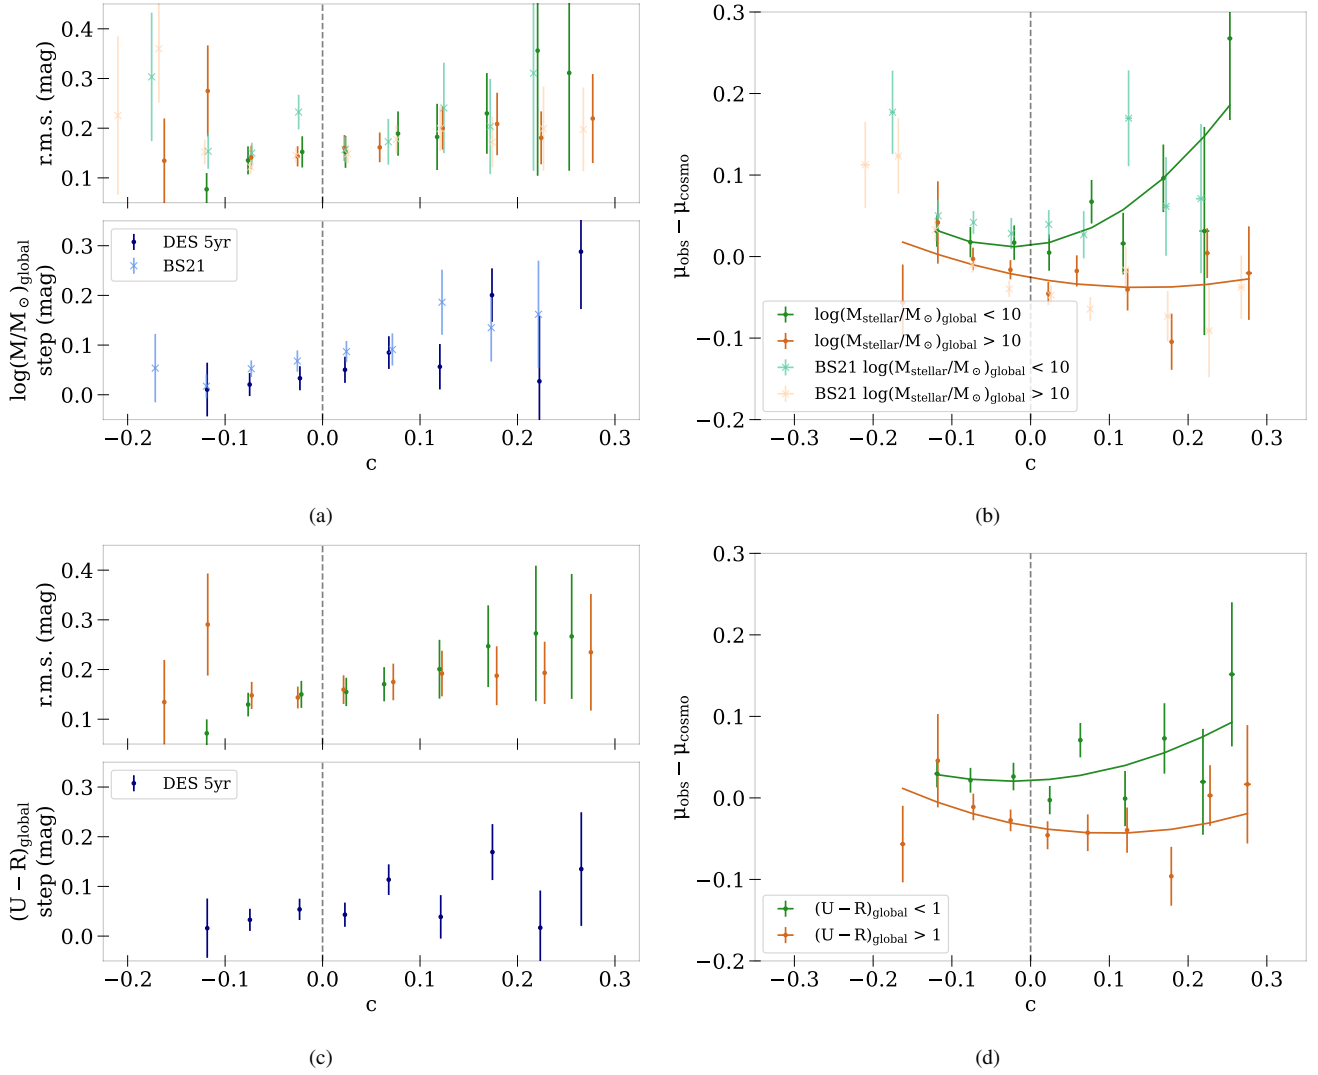 0.4
0.3
0.2
0.1
r.m.s. (mag)
0.3
0.2
0.1
0.0
log(M/M⊙)global
step (mag)
DES 5yr
BS21
−0.2 −0.1 0.0 0.1 0.2 0.3
c
(a)
0.3
0.2
0.1
0.0
−0.1
−0.2
μobs − μcosmo
log(Mstellar/M⊙)global < 10
log(Mstellar/M⊙)global > 10
BS21 log(Mstellar/M⊙)global < 10
BS21 log(Mstellar/M⊙)global > 10
−0.3 −0.2 −0.1 0.0 0.1 0.2 0.3
c
(b)
0.4
0.3
0.2
0.1
r.m.s. (mag)
0.3
0.2
0.1
0.0
(U − R)global
step (mag)
DES 5yr
−0.2 −0.1 0.0 0.1 0.2 0.3
c
(c)
0.3
0.2
0.1
0.0
−0.1
−0.2
μobs − μcosmo
(U − R)global < 1
(U − R)global > 1
−0.3 −0.2 −0.1 0.0 0.1 0.2 0.3
c
(d)